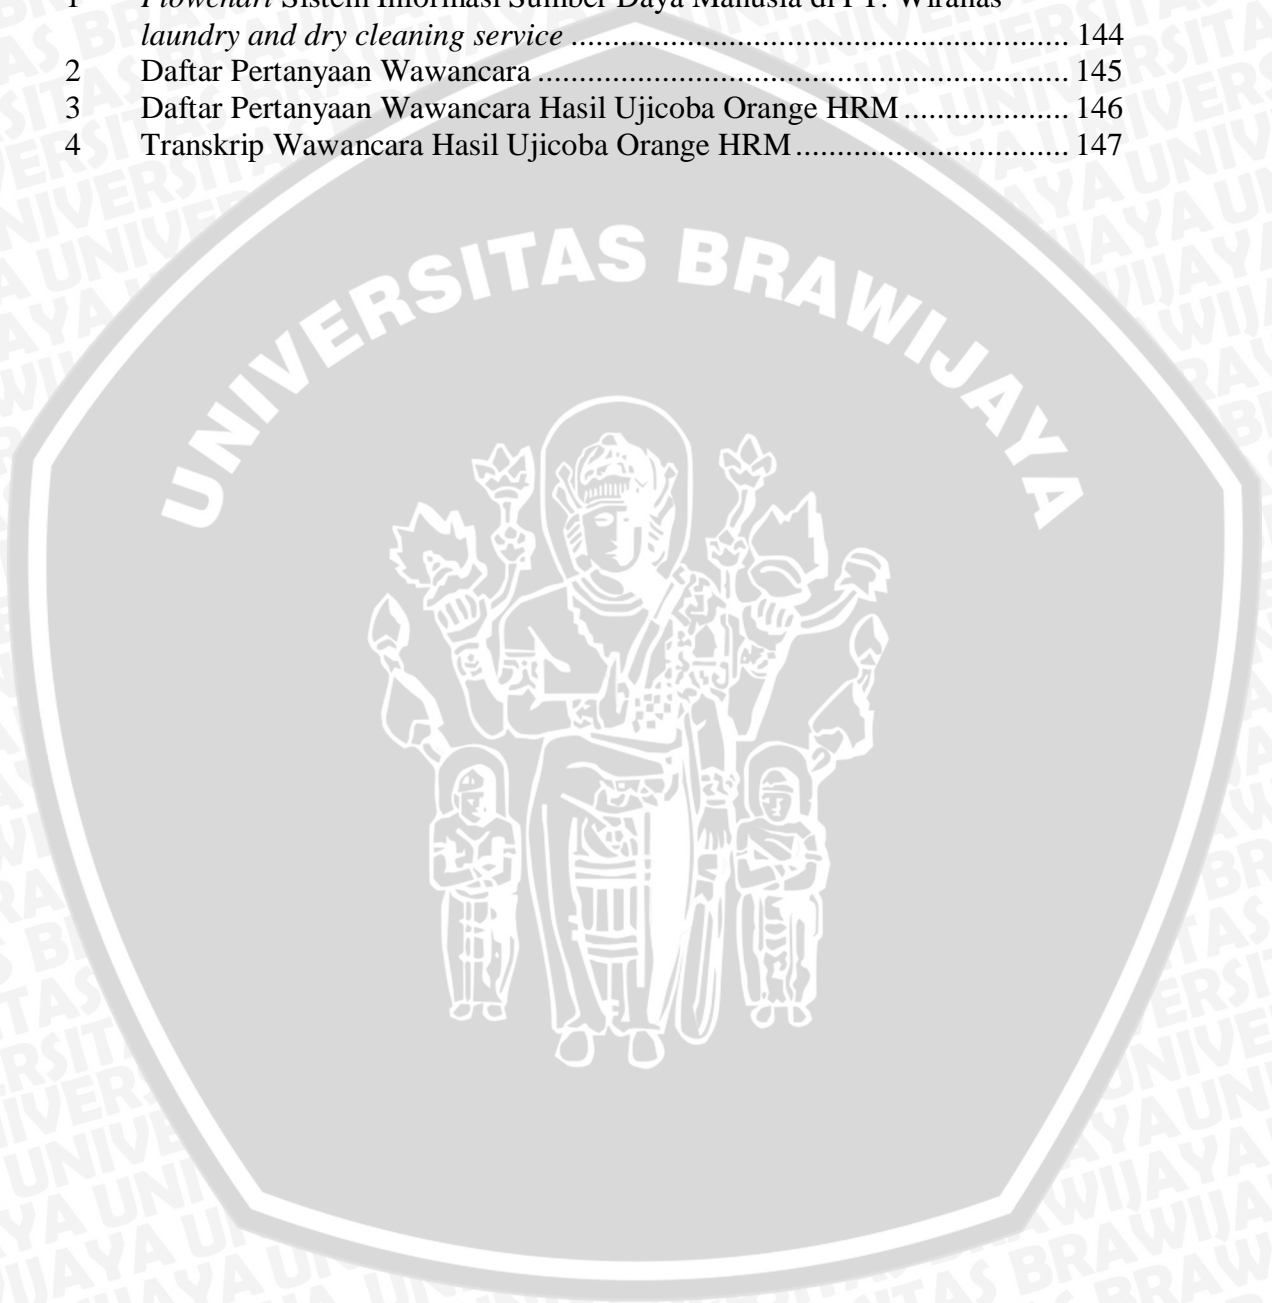 1 Flowchart Sistem Informasi Sumber Daya Manusia di PT. Wiranas
laundry and dry cleaning service ............................................................ 144
2 Daftar Pertanyaan Wawancara ................................................................ 145
3 Daftar Pertanyaan Wawancara Hasil Ujicoba Orange HRM .................... 146
4 Transkrip Wawancara Hasil Ujicoba Orange HRM ................................. 147
UNIVERSITAS BRAWIJAYA